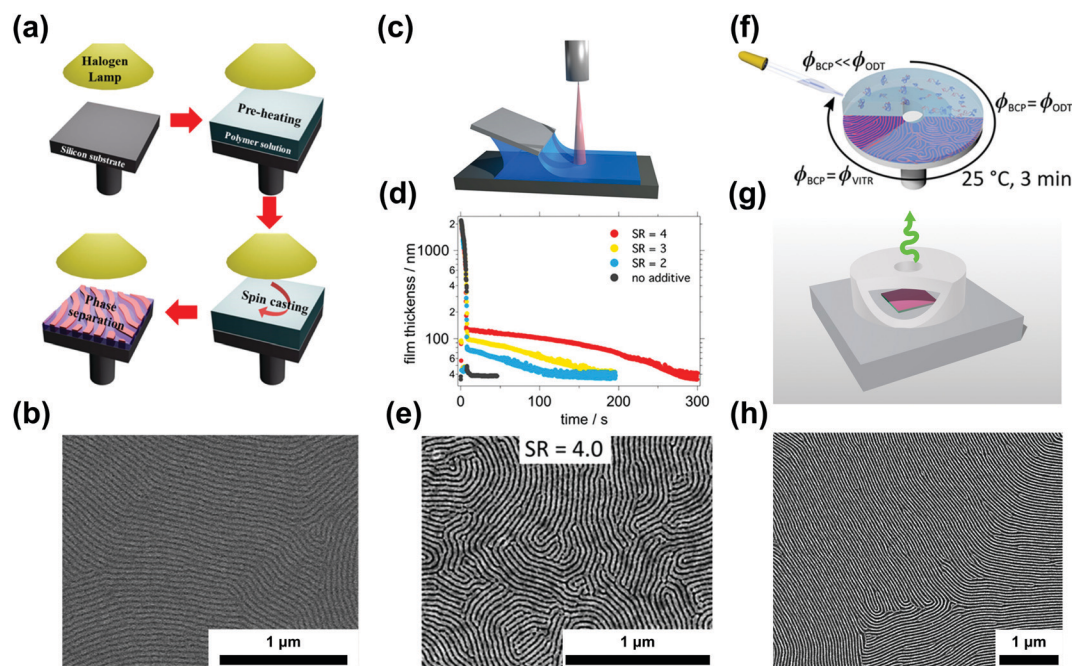 (a)
Halogen
Lamp
Silicon substrate
Pre-heating
Polymer solution
Phase
separation
Spin casting
(b)
1 µm
(c)
(d)
film thickenss / nm
2
1000
6
4
2
100
6
4
SR = 4
SR = 3
SR = 2
no additive
0
100
200
300
time / s
(e)
SR = 4.0
1 µm
(f)
ϕBCP<<ϕODT
ϕBCP=ϕODT
ϕBCP=ϕVITR
25 °C, 3 min
(g)
(h)
1 µm